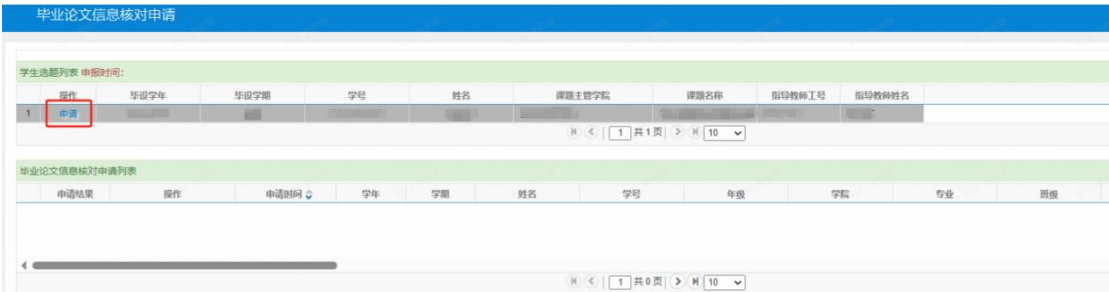 毕业论文信息核对申请
学生选题列表 申报时间：
操作 毕设学年 毕设学期 学号 姓名 课题主管学院 课题名称 指导教师工号 指导教师姓名
1 申请
1 共1页 10
毕业论文信息核对申请列表
申请结果 操作 申请时间 学年 学期 姓名 学号 年级 学院 专业 班级
1 共0页 10